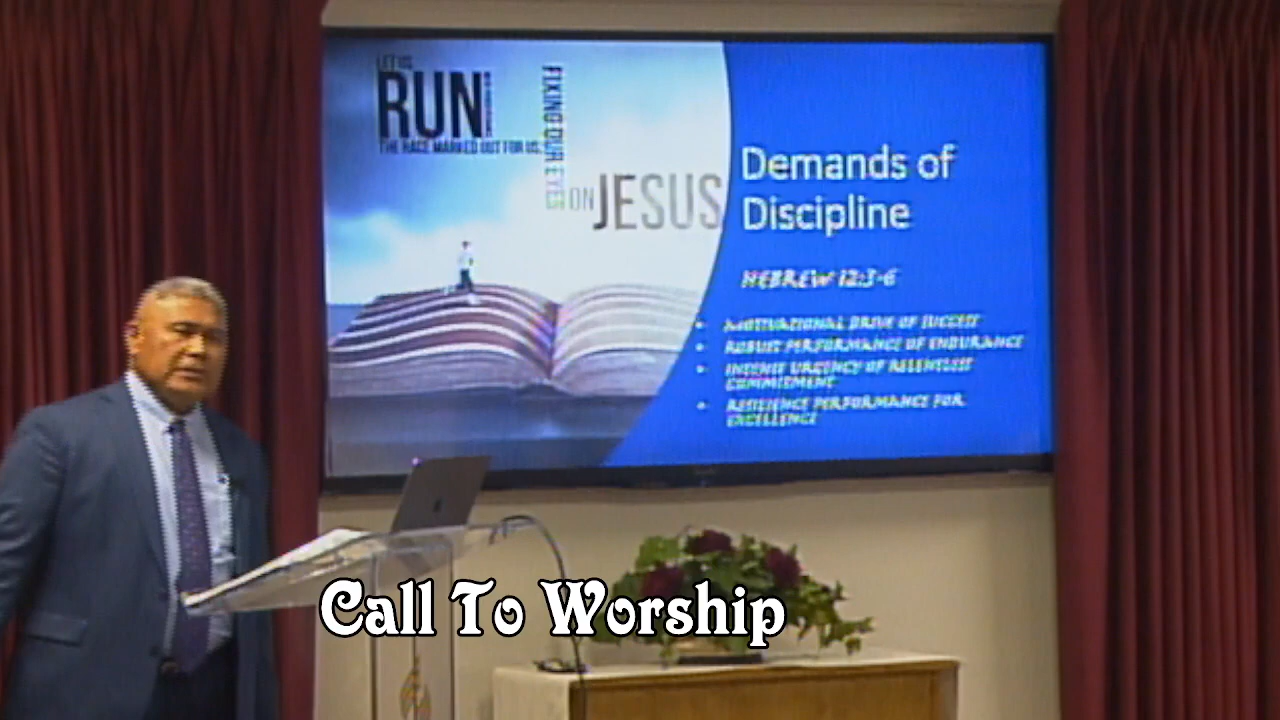 LET US
RUN
THE RACE MARKED OUT FOR US,
FIXING OUR EYES
ON JESUS
Demands of
Discipline
HEBREW 12:3-6
MOTIVATIONAL DRIVE OF SUCCESS
ROBUST PERFORMANCE OF ENDURANCE
INTENSE URGENCY OF RELENTLESS
COMMITMENT
RESILIENCE PERFORMANCE FOR
EXCELLENCE
Call To Worship